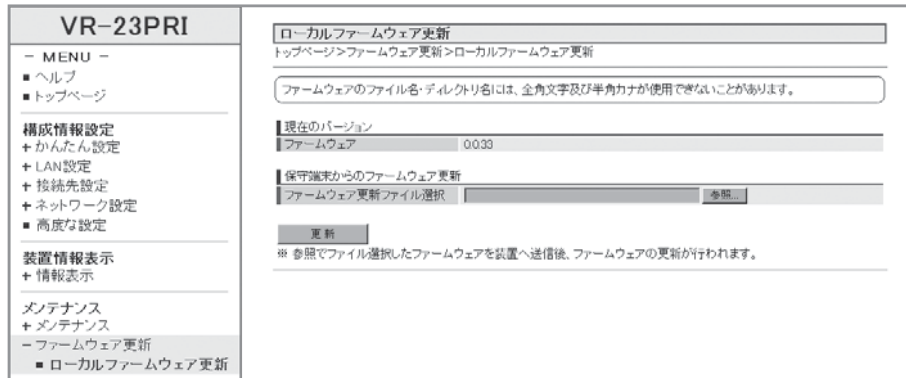 VR-23PRI
- MENU -
■ ヘルプ
■ トップページ
構成情報設定
+ かんたん設定
+ LAN設定
+ 接続先設定
+ ネットワーク設定
■ 高度な設定
装置情報表示
+ 情報表示
メンテナンス
+ メンテナンス
- ファームウェア更新
■ ローカルファームウェア更新
ローカルファームウェア更新
トップページ>ファームウェア更新>ローカルファームウェア更新
ファームウェアのファイル名・ディレクトリ名には、全角文字及び半角カナが使用できないことがあります。
現在のバージョン
ファームウェア 0.0.33
保守端末からのファームウェア更新
ファームウェア更新ファイル選択 参照...
更新
※ 参照でファイル選択したファームウェアを装置へ送信後、ファームウェアの更新が行われます。